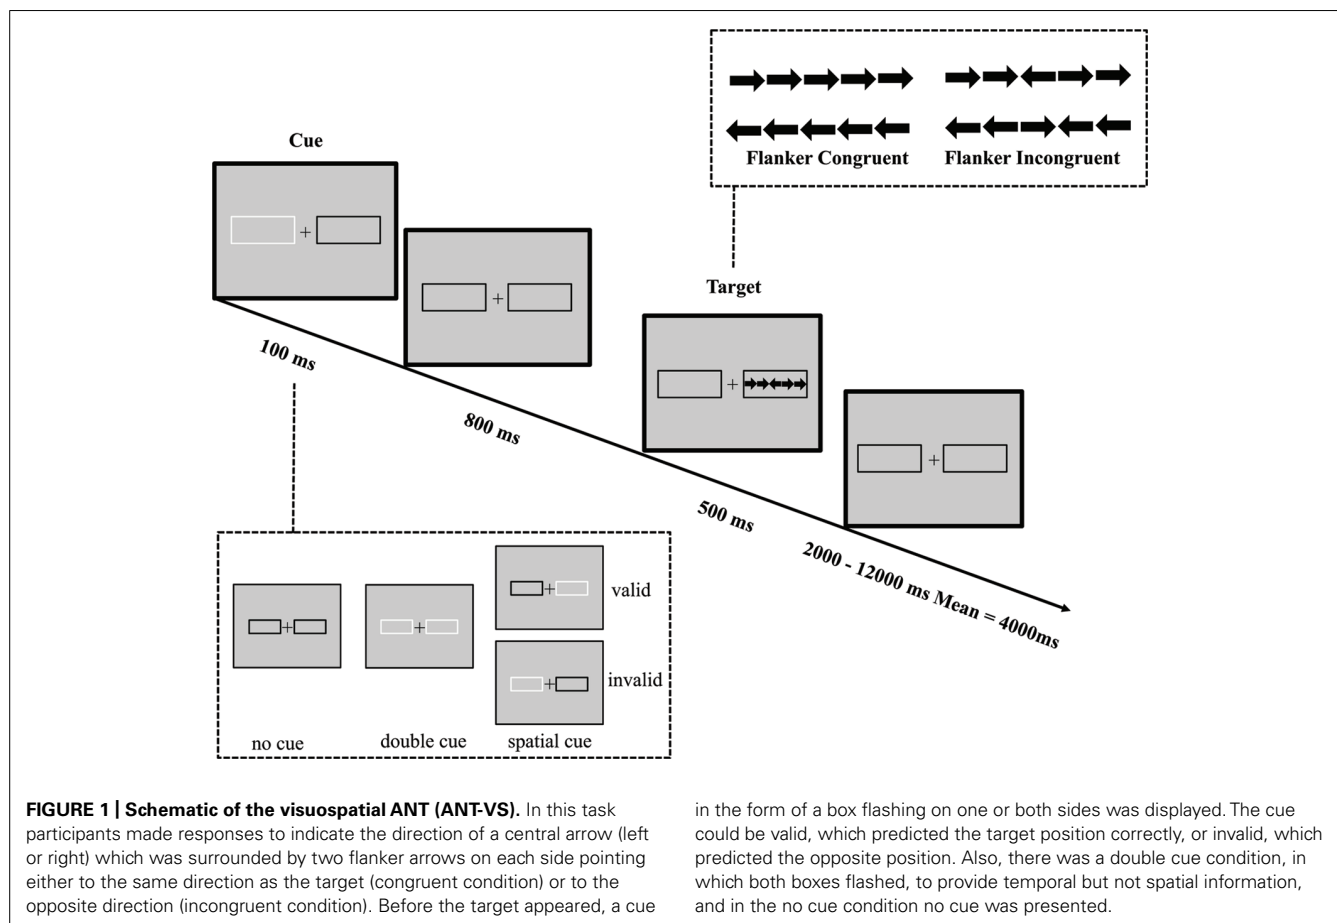 Flanker Congruent
Flanker Incongruent
Cue
+
+
Target
+
+
100 ms
800 ms
500 ms
2000 - 12000 ms Mean = 4000ms
+
+
+
valid
+
invalid
no cue
double cue
spatial cue
FIGURE 1 | Schematic of the visuospatial ANT (ANT-VS). In this task
participants made responses to indicate the direction of a central arrow (left
or right) which was surrounded by two flanker arrows on each side pointing
either to the same direction as the target (congruent condition) or to the
opposite direction (incongruent condition). Before the target appeared, a cue
in the form of a box flashing on one or both sides was displayed. The cue
could be valid, which predicted the target position correctly, or invalid, which
predicted the opposite position. Also, there was a double cue condition, in
which both boxes flashed, to provide temporal but not spatial information,
and in the no cue condition no cue was presented.